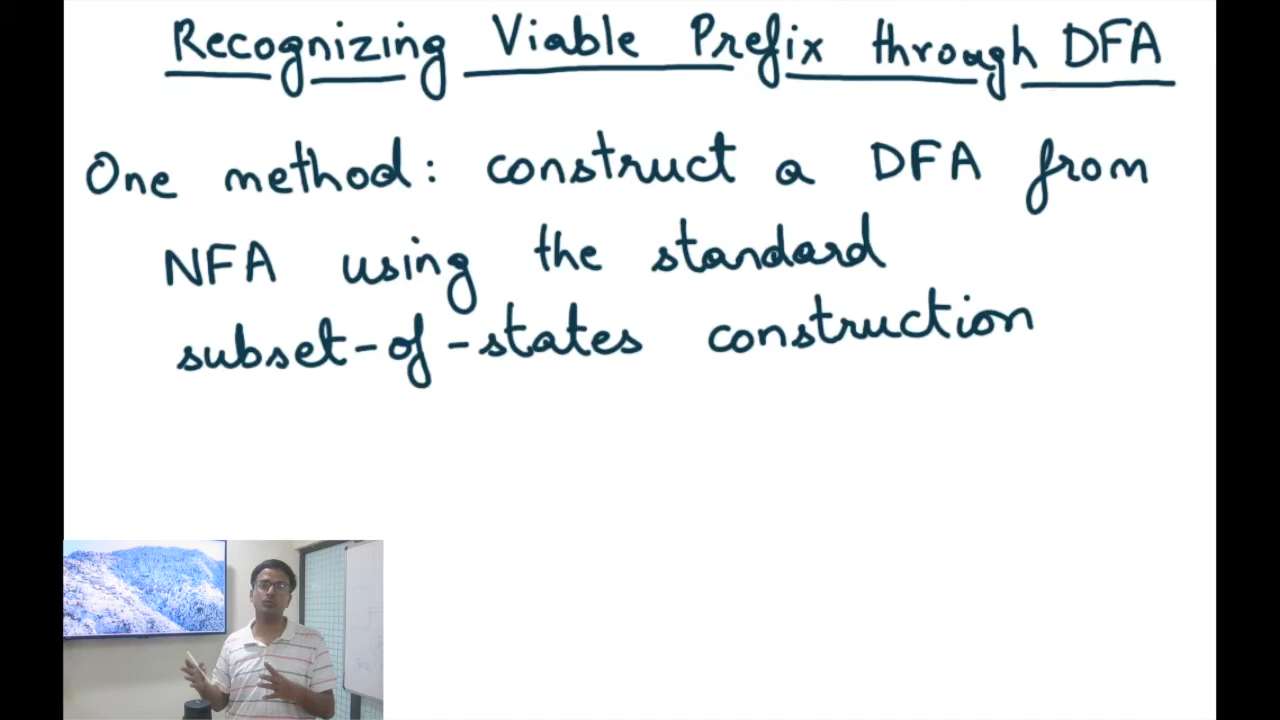 Recognizing Viable Prefix through DFA
One method: construct a DFA from
NFA using the standard
subset-of-states construction